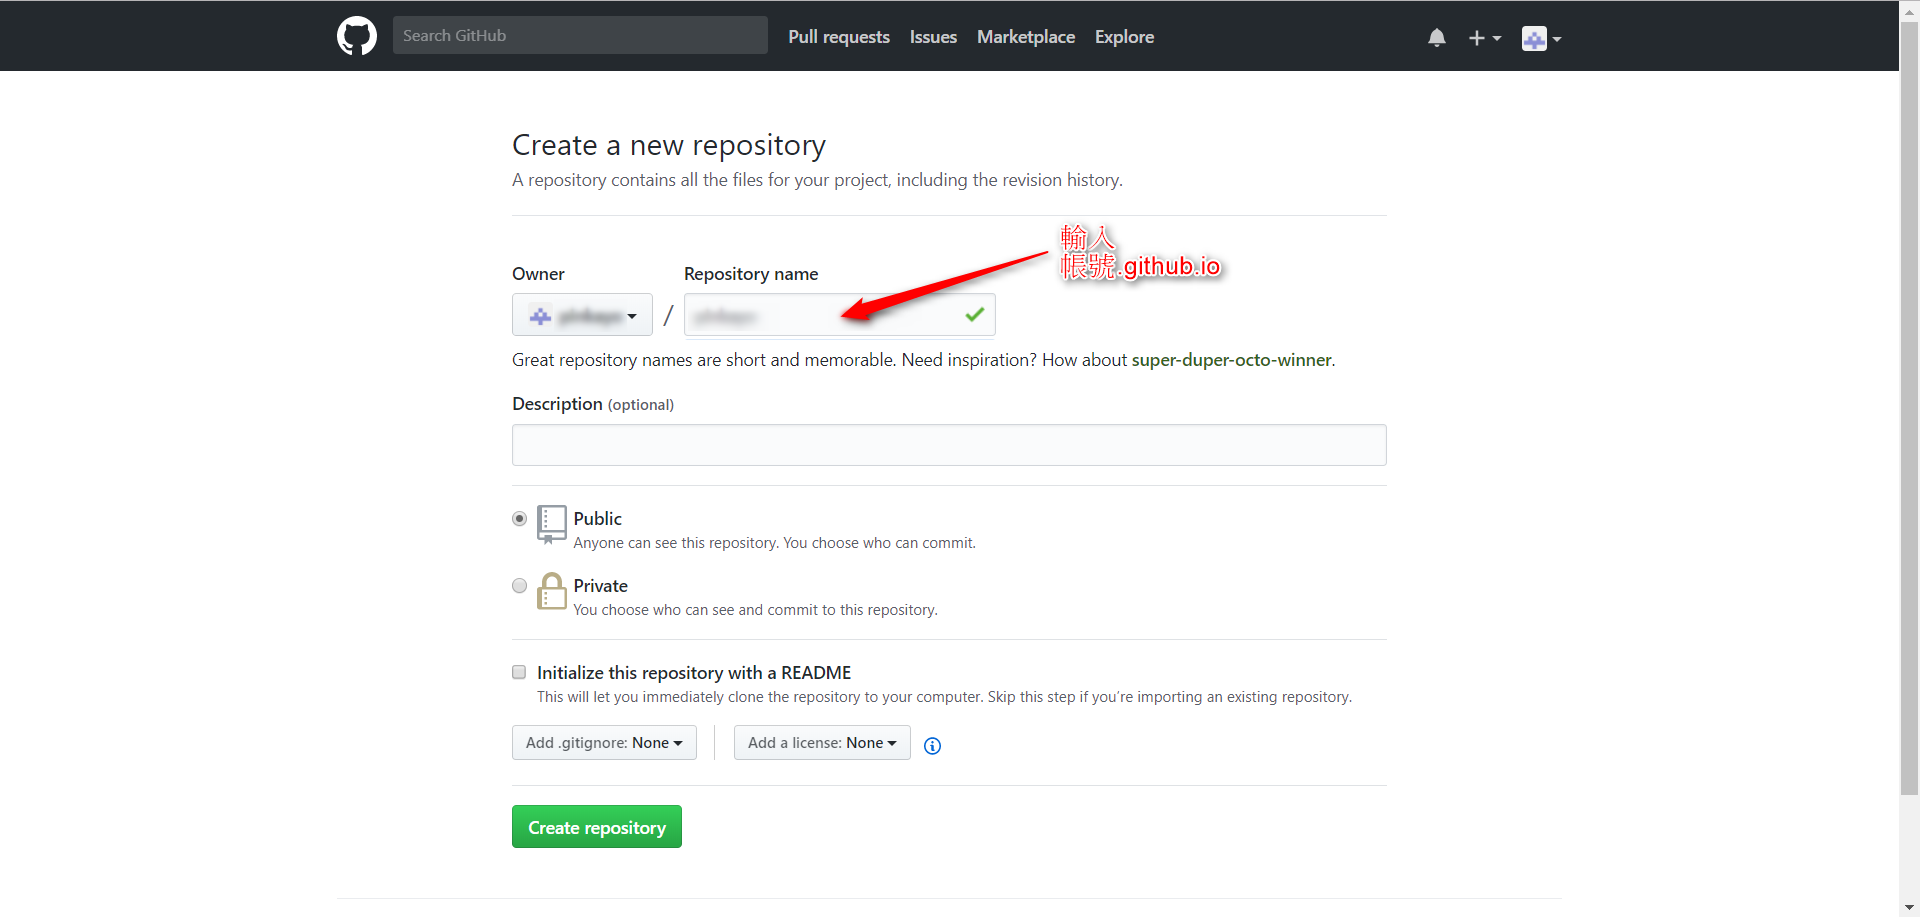 Search GitHub
Pull requests
Issues
Marketplace
Explore
Create a new repository
A repository contains all the files for your project, including the revision history.
輸入
帳號.github.io
Owner
Repository name
/
Great repository names are short and memorable. Need inspiration? How about super-duper-octo-winner.
Description (optional)
Public
Anyone can see this repository. You choose who can commit.
Private
You choose who can see and commit to this repository.
Initialize this repository with a README
This will let you immediately clone the repository to your computer. Skip this step if you’re importing an existing repository.
Add .gitignore: None
Add a license: None
Create repository